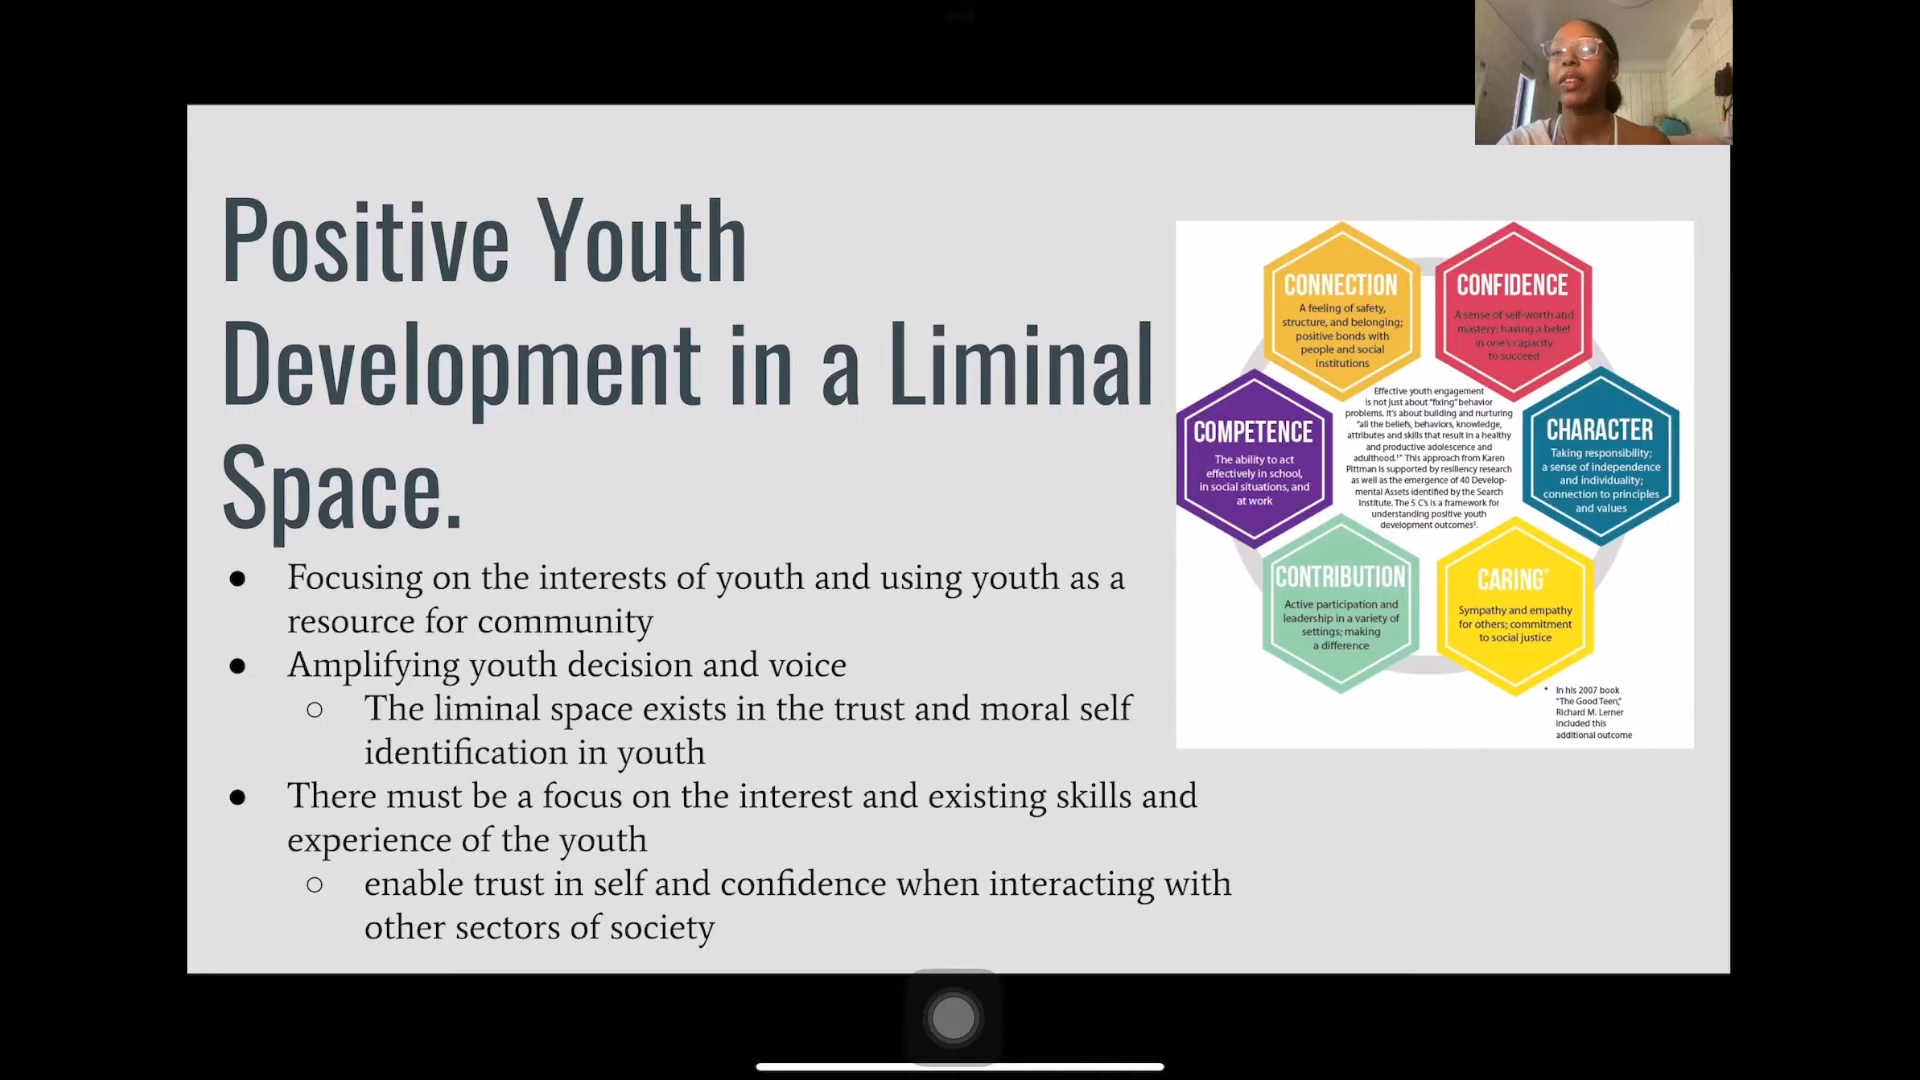 Positive Youth
Development in a Liminal
Space.
● Focusing on the interests of youth and using youth as a
resource for community
● Amplifying youth decision and voice
○ The liminal space exists in the trust and moral self
identification in youth
● There must be a focus on the interest and existing skills and
experience of the youth
○ enable trust in self and confidence when interacting with
other sectors of society
CONNECTION
A feeling of safety,
structure, and belonging;
positive bonds with
people and social
institutions
CONFIDENCE
A sense of self-worth and
mastery; having a belief
in one's capacity
to succeed
COMPETENCE
The ability to act
effectively in school,
in social situations, and
at work
Effective youth engagement
is not just about "fixing" behavior
problems. It's about building and nurturing
"all the beliefs, behaviors, knowledge,
attributes and skills that result in a healthy
and productive adolescence and
adulthood.¹" This approach from Karen
Pittman is supported by resiliency research
as well as the emergence of 40 Develop-
mental Assets identified by the Search
Institute. The 5 C's is a framework for
understanding positive youth
development outcomes².
CHARACTER
Taking responsibility;
a sense of independence
and individuality;
connection to principles
and values
CONTRIBUTION
Active participation and
leadership in a variety of
settings; making
a difference
CARING*
Sympathy and empathy
for others; commitment
to social justice
* In his 2007 book
"The Good Teen,"
Richard M. Lerner
included this
additional outcome